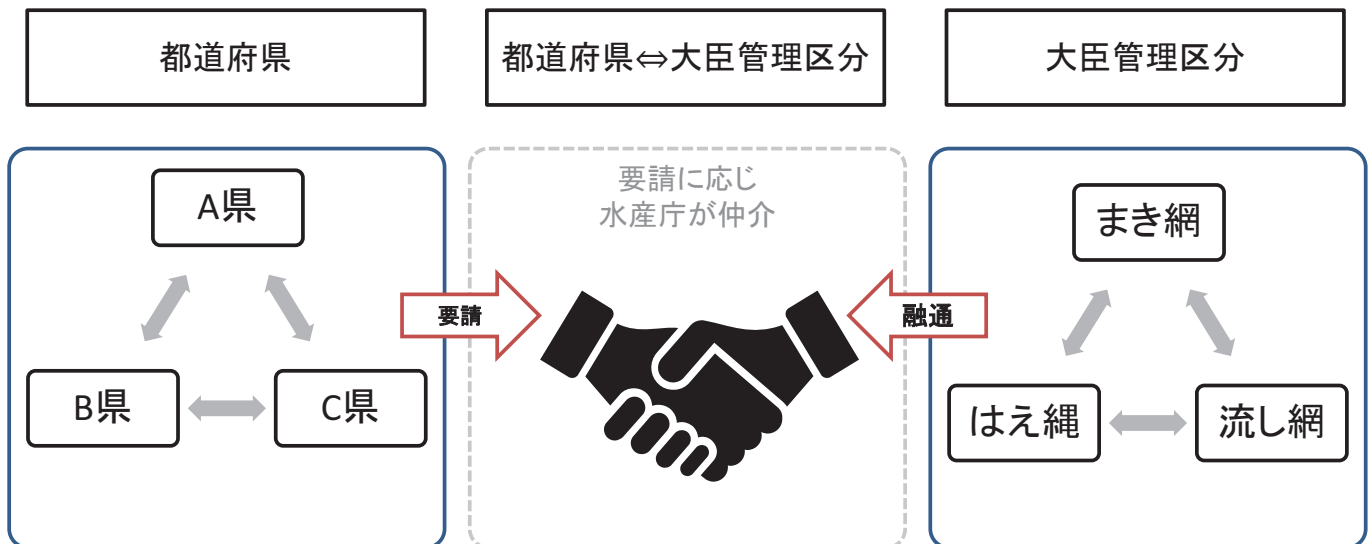 都道府県
都道府県⇔大臣管理区分
大臣管理区分
A県
B県
C県
要請
要請に応じ
水産庁が仲介
融通
まき網
はえ縄
流し網